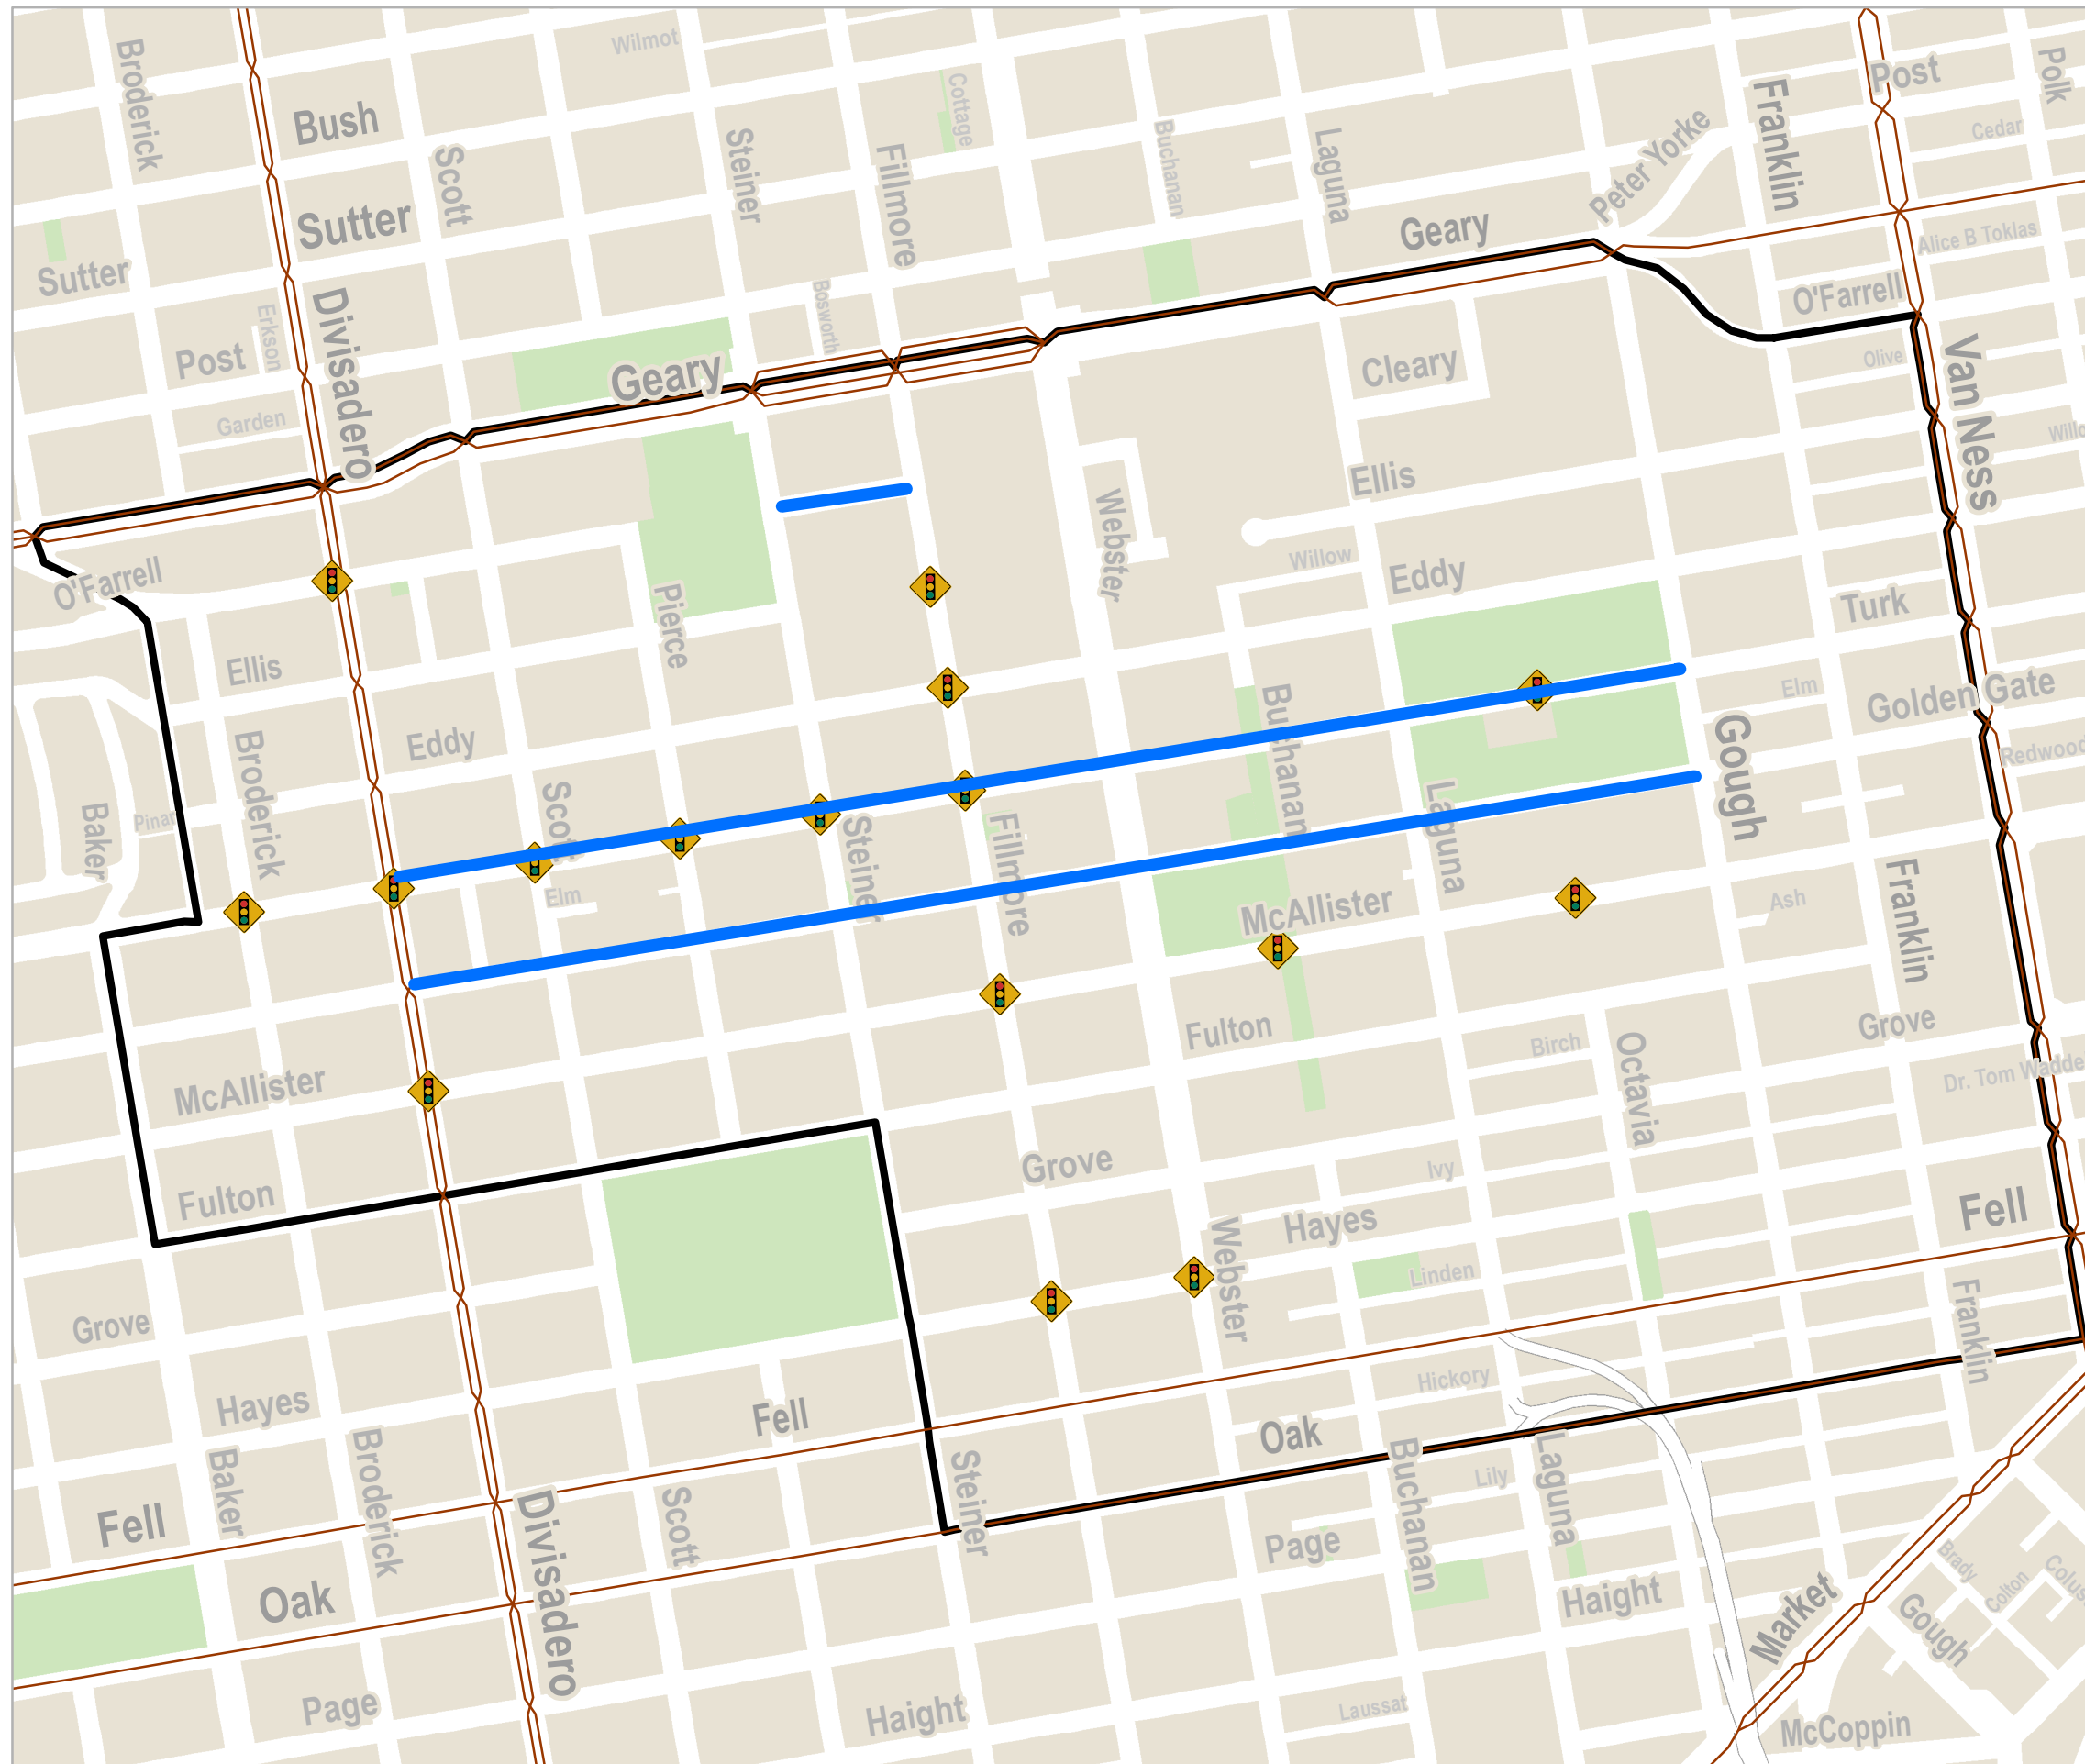 Wilmot
Broderick
Bush
Cottage
Post
Polk
Franklin
Cedar
Peter Yorke
Buchanan
Laguna
Steiner
Scott
Fillmore
Sutter
Sutter
Geary
Alice B Toklas
O'Farrell
Bosworth
Erkson
Divisadero
Post
Geary
Cleary
Olive
Van Ness
Garden
Ellis
Webster
Willow
Eddy
O'Farrell
Pierce
Turk
Ellis
Elm
Golden Gate
Buchanan
Gough
Eddy
Broderick
Redwood
Scott
Baker
Pinar
Laguna
Steiner
Fillmore
Elm
McAllister
Ash
Franklin
Fulton
Birch
Octavia
Grove
McAllister
Grove
Ivy
Fulton
Hayes
Webster
Fell
Linden
Grove
Franklin
Hickory
Hayes
Fell
Oak
Buchanan
Laguna
Lily
Baker
Broderick
Steiner
Scott
Fell
Divisadero
Page
Brady
Colton
Haight
Oak
Market
Gough
Page
Haight
Laussat
McCoppin